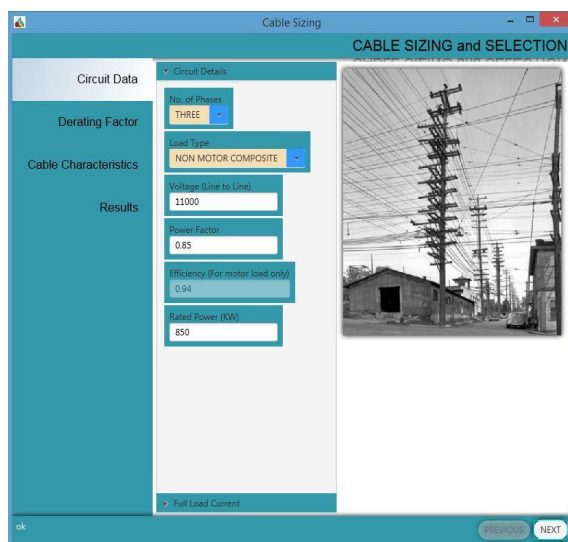 Cable Sizing
CABLE SIZING and SELECTION
Circuit Data
Derating Factor
Cable Characteristics
Results
Circuit Details
No. of Phases
THREE
Load Type
NON MOTOR COMPOSITE
Voltage (Line to Line)
11000
Power Factor
0.85
Efficiency (For motor load only)
0.94
Rated Power (KW)
850
Full Load Current
ok
PREVIOUS
NEXT